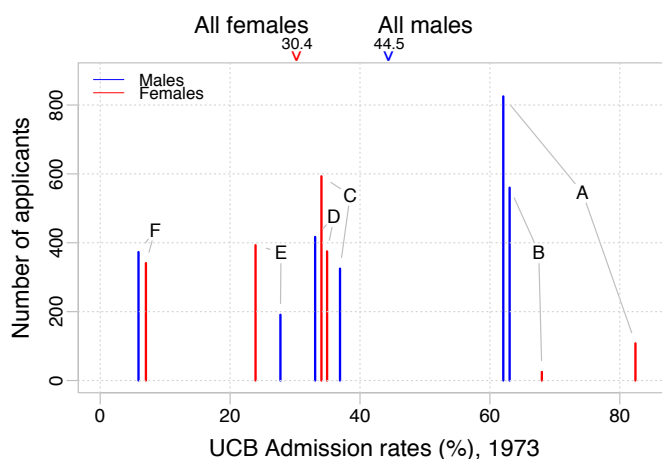 All females All males
30.4 44.5
Males
Females
Number of applicants
800
600
400
200
0
F
E
D
C
B
A
0 20 40 60 80
UCB Admission rates (%), 1973